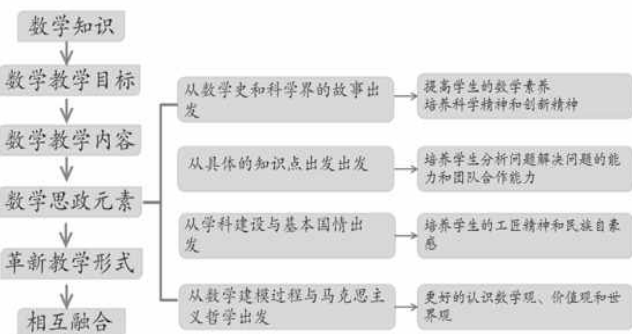 数学知识
数学教学目标
数学教学内容
数学思政元素
革新教学形式
相互融合
从数学史和科学界的故事出
发
提高学生的数学素养
培养科学精神和创新精神
从具体的知识点出发出发
培养学生分析问题解决问题的能
力和团队合作能力
从学科建设与基本国情出
发
培养学生的工匠精神和民族自豪
感
从数学建模过程与马克思主
义哲学出发
更好的认识数学观、价值观和世
界观